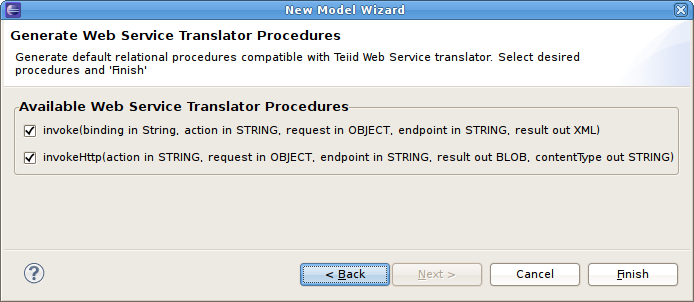 New Model Wizard
Generate Web Service Translator Procedures
Generate default relational procedures compatible with Teiid Web Service translator. Select desired
procedures and 'Finish'
Available Web Service Translator Procedures
invoke(binding in String, action in STRING, request in OBJECT, endpoint in STRING, result out XML)
invokeHttp(action in STRING, request in OBJECT, endpoint in STRING, result out BLOB, contentType out STRING)
? < Back Next > Cancel Finish